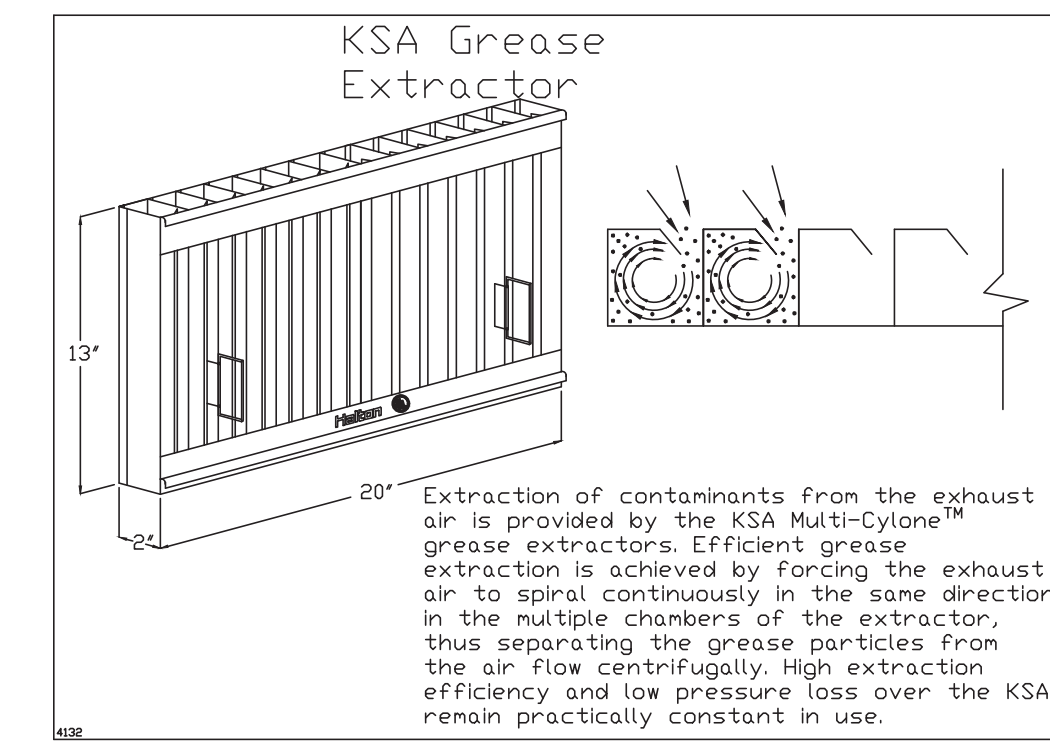 KSA Grease
Extractor
13"
Halton
20"
2"
Extraction of contaminants from the exhaust
air is provided by the KSA Multi-Cylone™
grease extractors. Efficient grease
extraction is achieved by forcing the exhaust
air to spiral continuously in the same direction
in the multiple chambers of the extractor,
thus separating the grease particles from
the air flow centrifugally. High extraction
efficiency and low pressure loss over the KSA
remain practically constant in use.
4132